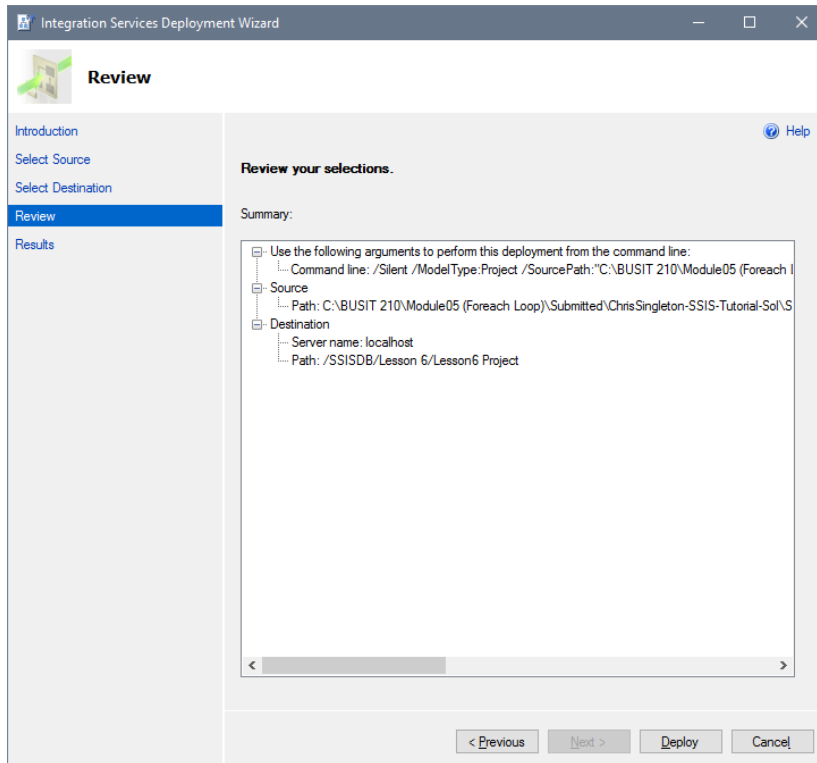 Integration Services Deployment Wizard
Review
Introduction
Select Source
Select Destination
Review
Results
Help
Review your selections.
Summary:
Use the following arguments to perform this deployment from the command line:
Command line: /Silent /ModelType:Project /SourcePath:"C:\BUSIT 210\Module05 (Foreach
Source
Path: C:\BUSIT 210\Module05 (Foreach Loop)\Submitted\ChrisSingleton-SSIS-Tutorial-Sol\S
Destination
Server name: localhost
Path: /SSISDB/Lesson 6/Lesson6 Project
< Previous
Next >
Deploy
Cancel